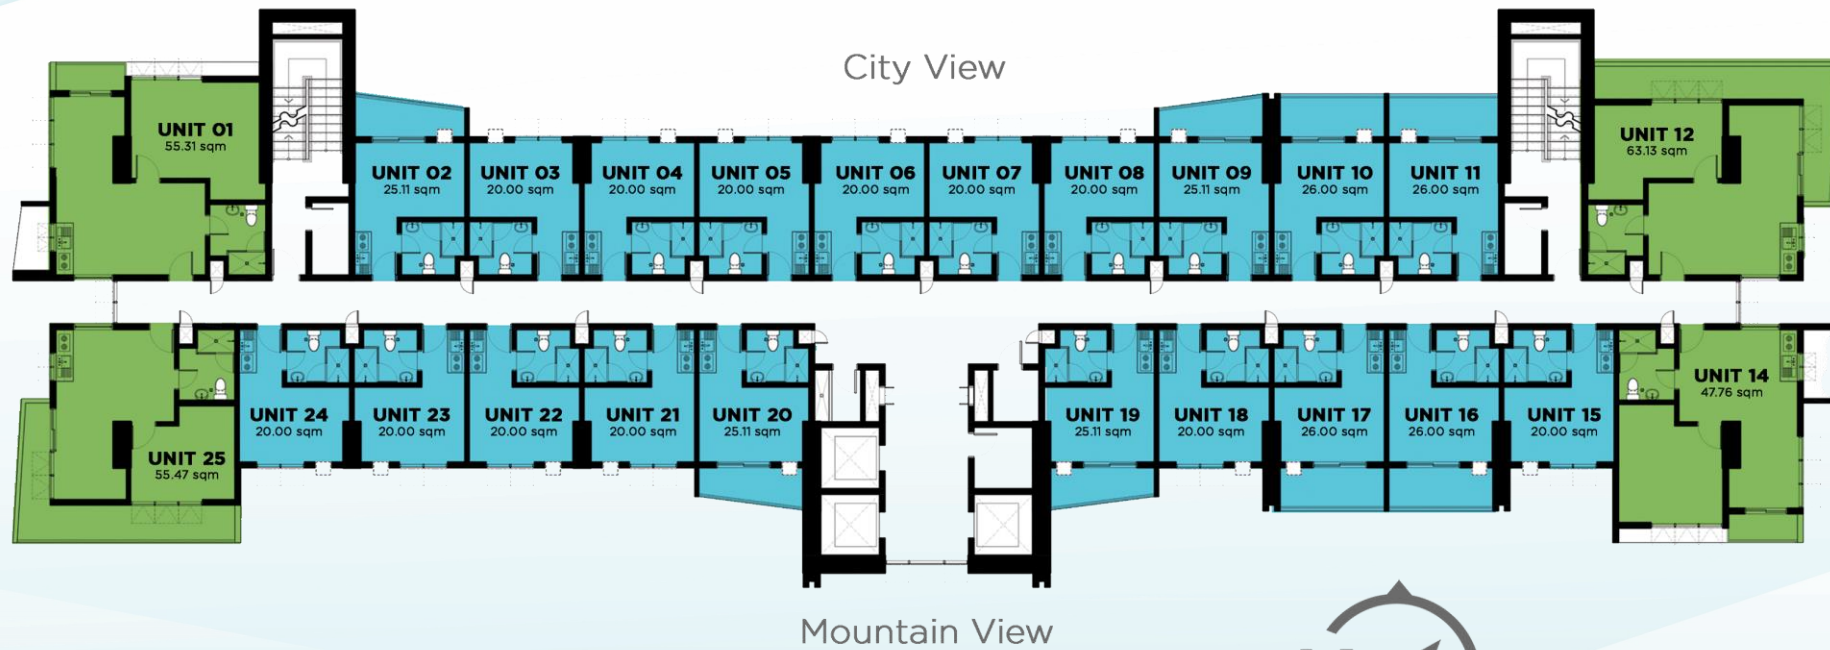 City View
UNIT 01
55.31 sqm
UNIT 02
25.11 sqm
UNIT 03
20.00 sqm
UNIT 04
20.00 sqm
UNIT 05
20.00 sqm
UNIT 06
20.00 sqm
UNIT 07
20.00 sqm
UNIT 08
20.00 sqm
UNIT 09
25.11 sqm
UNIT 10
26.00 sqm
UNIT 11
26.00 sqm
UNIT 12
63.13 sqm
UNIT 25
55.47 sqm
UNIT 24
20.00 sqm
UNIT 23
20.00 sqm
UNIT 22
20.00 sqm
UNIT 21
20.00 sqm
UNIT 20
25.11 sqm
UNIT 19
25.11 sqm
UNIT 18
20.00 sqm
UNIT 17
26.00 sqm
UNIT 16
26.00 sqm
UNIT 15
20.00 sqm
UNIT 14
47.76 sqm
Mountain View